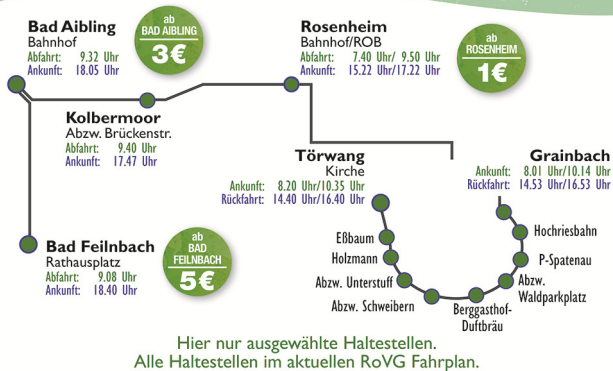 Bad Aibling
Bahnhof
Abfahrt: 9.32 Uhr
Ankunft: 18.05 Uhr
ab
BAD AIBLING
3€
Rosenheim
Bahnhof/ROB
Abfahrt: 7.40 Uhr/ 9.50 Uhr
Ankunft: 15.22 Uhr/17.22 Uhr
ab
ROSENHEIM
1€
Kolbermoor
Abzw. Brückenstr.
Abfahrt: 9.40 Uhr
Ankunft: 17.47 Uhr
Törwang
Kirche
Ankunft: 8.20 Uhr/10.35 Uhr
Rückfahrt: 14.40 Uhr/16.40 Uhr
Grainbach
Ankunft: 8.01 Uhr/10.14 Uhr
Rückfahrt: 14.53 Uhr/16.53 Uhr
Bad Feilnbach
Rathausplatz
Abfahrt: 9.08 Uhr
Ankunft: 18.40 Uhr
ab
BAD
FEILNBACH
5€
Eßbaum
Holzmann
Abzw. Unterstuff
Abzw. Schweibern
Berggasthof-
Duftbräu
Abzw.
Waldparkplatz
P-Spatenau
Hochriesbahn
Hier nur ausgewählte Haltestellen.
Alle Haltestellen im aktuellen RoVG Fahrplan.